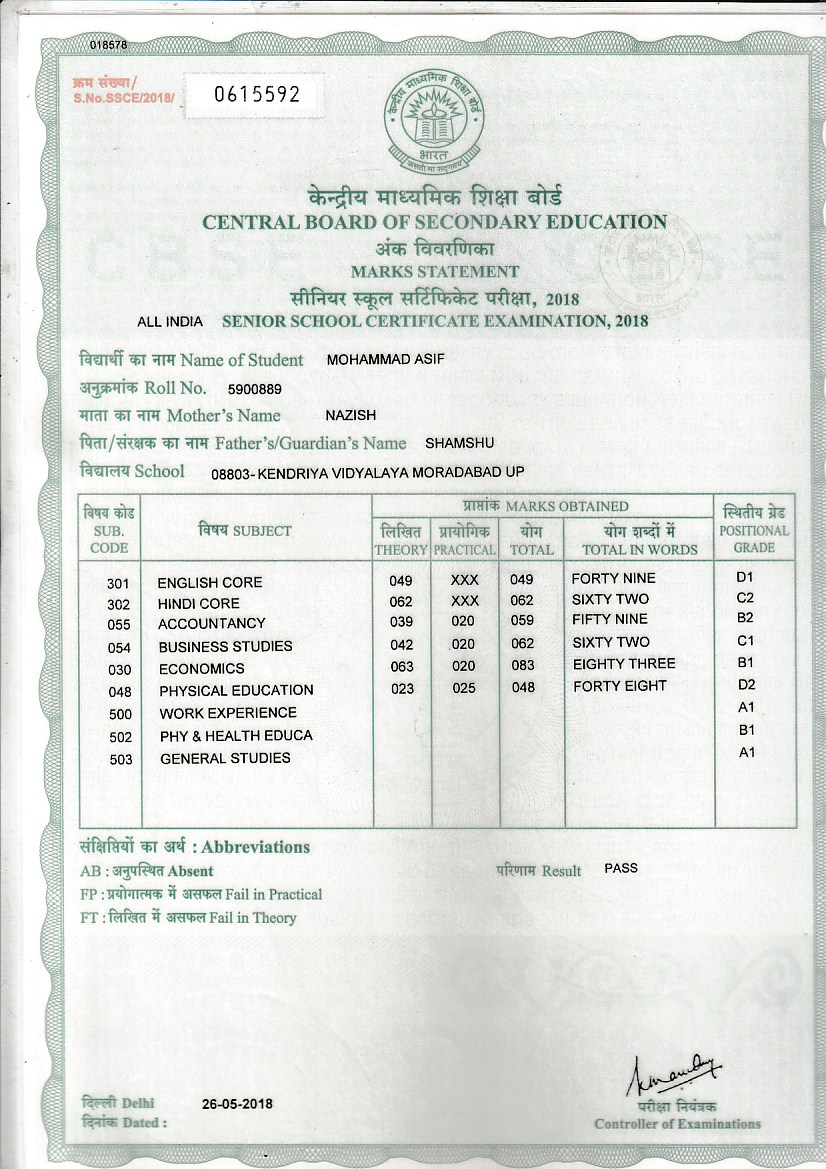 018578
क्रम संख्या/
S.No.SSCE/2018/ 0615592
केन्द्रीय माध्यमिक शिक्षा बोर्ड
भारत
केन्द्रीय माध्यमिक शिक्षा बोर्ड
CENTRAL BOARD OF SECONDARY EDUCATION
CBSE
अंक विवरणिका
MARKS STATEMENT
सीनियर स्कूल सर्टिफिकेट परीक्षा, 2018
ALL INDIA SENIOR SCHOOL CERTIFICATE EXAMINATION, 2018
विद्यार्थी का नाम Name of Student MOHAMMAD ASIF
अनुक्रमांक Roll No. 5900889
माता का नाम Mother's Name NAZISH
पिता/संरक्षक का नाम Father's/Guardian's Name SHAMSHU
विद्यालय School 08803- KENDRIYA VIDYALAYA MORADABAD UP
विषय कोड SUB. CODE
विषय SUBJECT
प्राप्तांक MARKS OBTAINED
लिखित THEORY
प्रायोगिक PRACTICAL
योग TOTAL
योग शब्दों में TOTAL IN WORDS
स्थितीय ग्रेड POSITIONAL GRADE
301 ENGLISH CORE 049 XXX 049 FORTY NINE D1
302 HINDI CORE 062 XXX 062 SIXTY TWO C2
055 ACCOUNTANCY 039 020 059 FIFTY NINE B2
054 BUSINESS STUDIES 042 020 062 SIXTY TWO C1
030 ECONOMICS 063 020 083 EIGHTY THREE B1
048 PHYSICAL EDUCATION 023 025 048 FORTY EIGHT D2
500 WORK EXPERIENCE A1
502 PHY & HEALTH EDUCA B1
503 GENERAL STUDIES A1
संक्षिप्तियों का अर्थ : Abbreviations
AB : अनुपस्थित Absent परिणाम Result PASS
FP : प्रयोगात्मक में असफल Fail in Practical
FT : लिखित में असफल Fail in Theory
दिल्ली Delhi 26-05-2018
दिनांक Dated :
परीक्षा नियंत्रक
Controller of Examinations